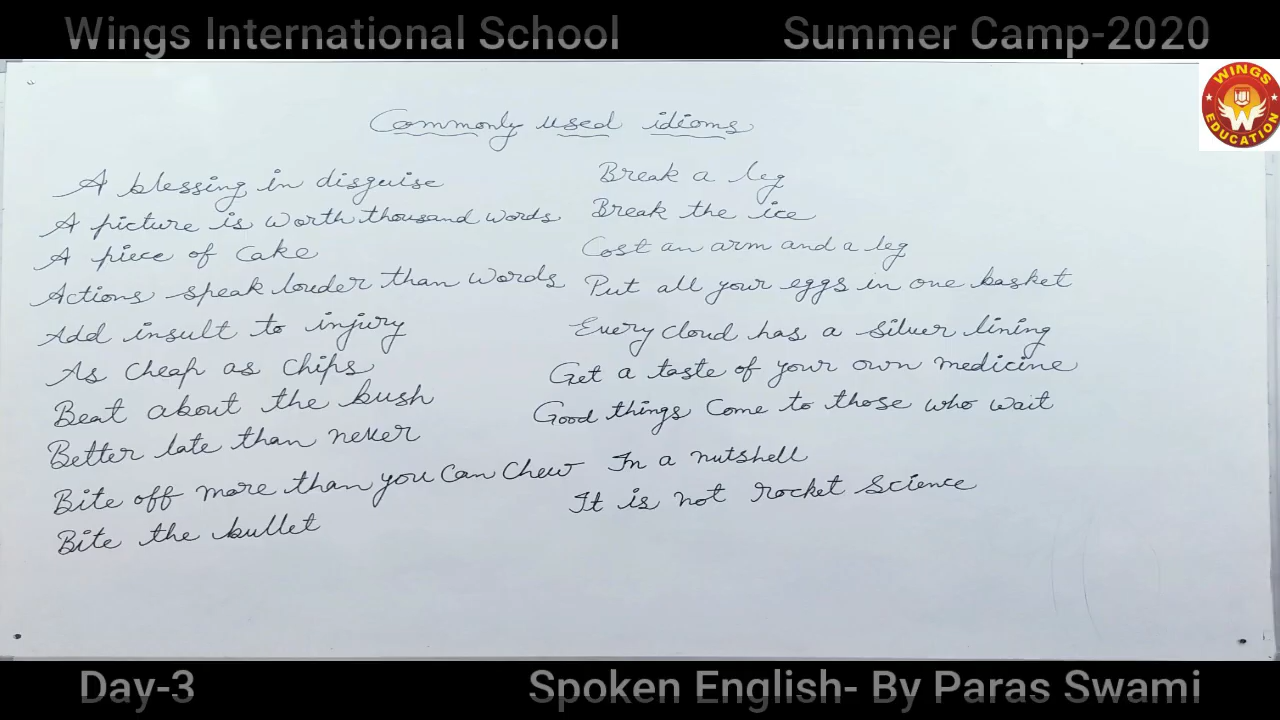 Wings International School
Summer Camp-2020
WINGS
W
EDUCATION
Commonly used idioms
A blessing in disguise
A picture is worth thousand words
A piece of cake
Actions speak louder than words
Add insult to injury
As cheap as chips
Beat about the bush
Better late than never
Bite off more than you can chew
Bite the bullet
Break a leg
Break the ice
Cost an arm and a leg
Put all your eggs in one basket
Every cloud has a silver lining
Get a taste of your own medicine
Good things come to those who wait
In a nutshell
It is not rocket science
Day-3
Spoken English- By Paras Swami